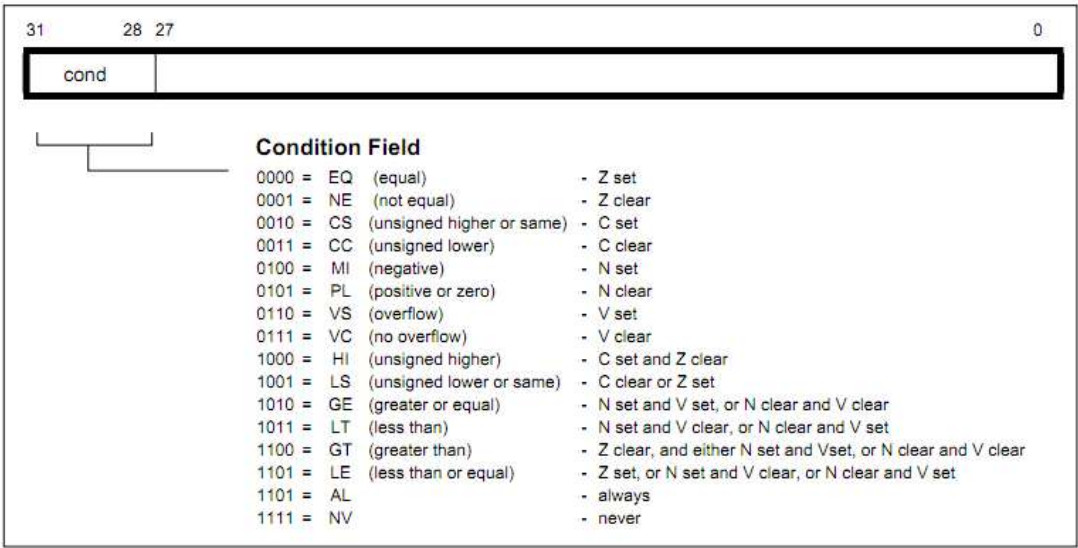 31 28 27 0
cond
Condition Field
0000 = EQ (equal) - Z set
0001 = NE (not equal) - Z clear
0010 = CS (unsigned higher or same) - C set
0011 = CC (unsigned lower) - C clear
0100 = MI (negative) - N set
0101 = PL (positive or zero) - N clear
0110 = VS (overflow) - V set
0111 = VC (no overflow) - V clear
1000 = HI (unsigned higher) - C set and Z clear
1001 = LS (unsigned lower or same) - C clear or Z set
1010 = GE (greater or equal) - N set and V set, or N clear and V clear
1011 = LT (less than) - N set and V clear, or N clear and V set
1100 = GT (greater than) - Z clear, and either N set and Vset, or N clear and V clear
1101 = LE (less than or equal) - Z set, or N set and V clear, or N clear and V set
1101 = AL - always
1111 = NV - never